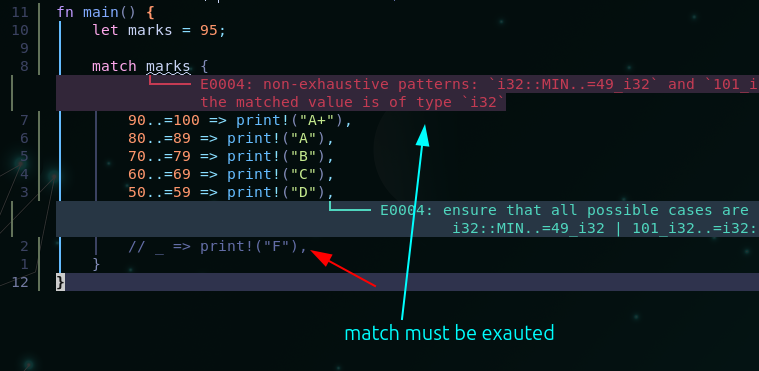 11 fn main() {
10 let marks = 95;
9
8 match marks {
E0004: non-exhaustive patterns: `i32::MIN..=49_i32` and `101_i
the matched value is of type `i32`
7 90..=100 => print!("A+"),
6 80..=89 => print!("A"),
5 70..=79 => print!("B"),
4 60..=69 => print!("C"),
3 50..=59 => print!("D"),
E0004: ensure that all possible cases are
i32::MIN..=49_i32 | 101_i32..=i32:
2 // _ => print!("F"),
1 }
12 }
match must be exauted